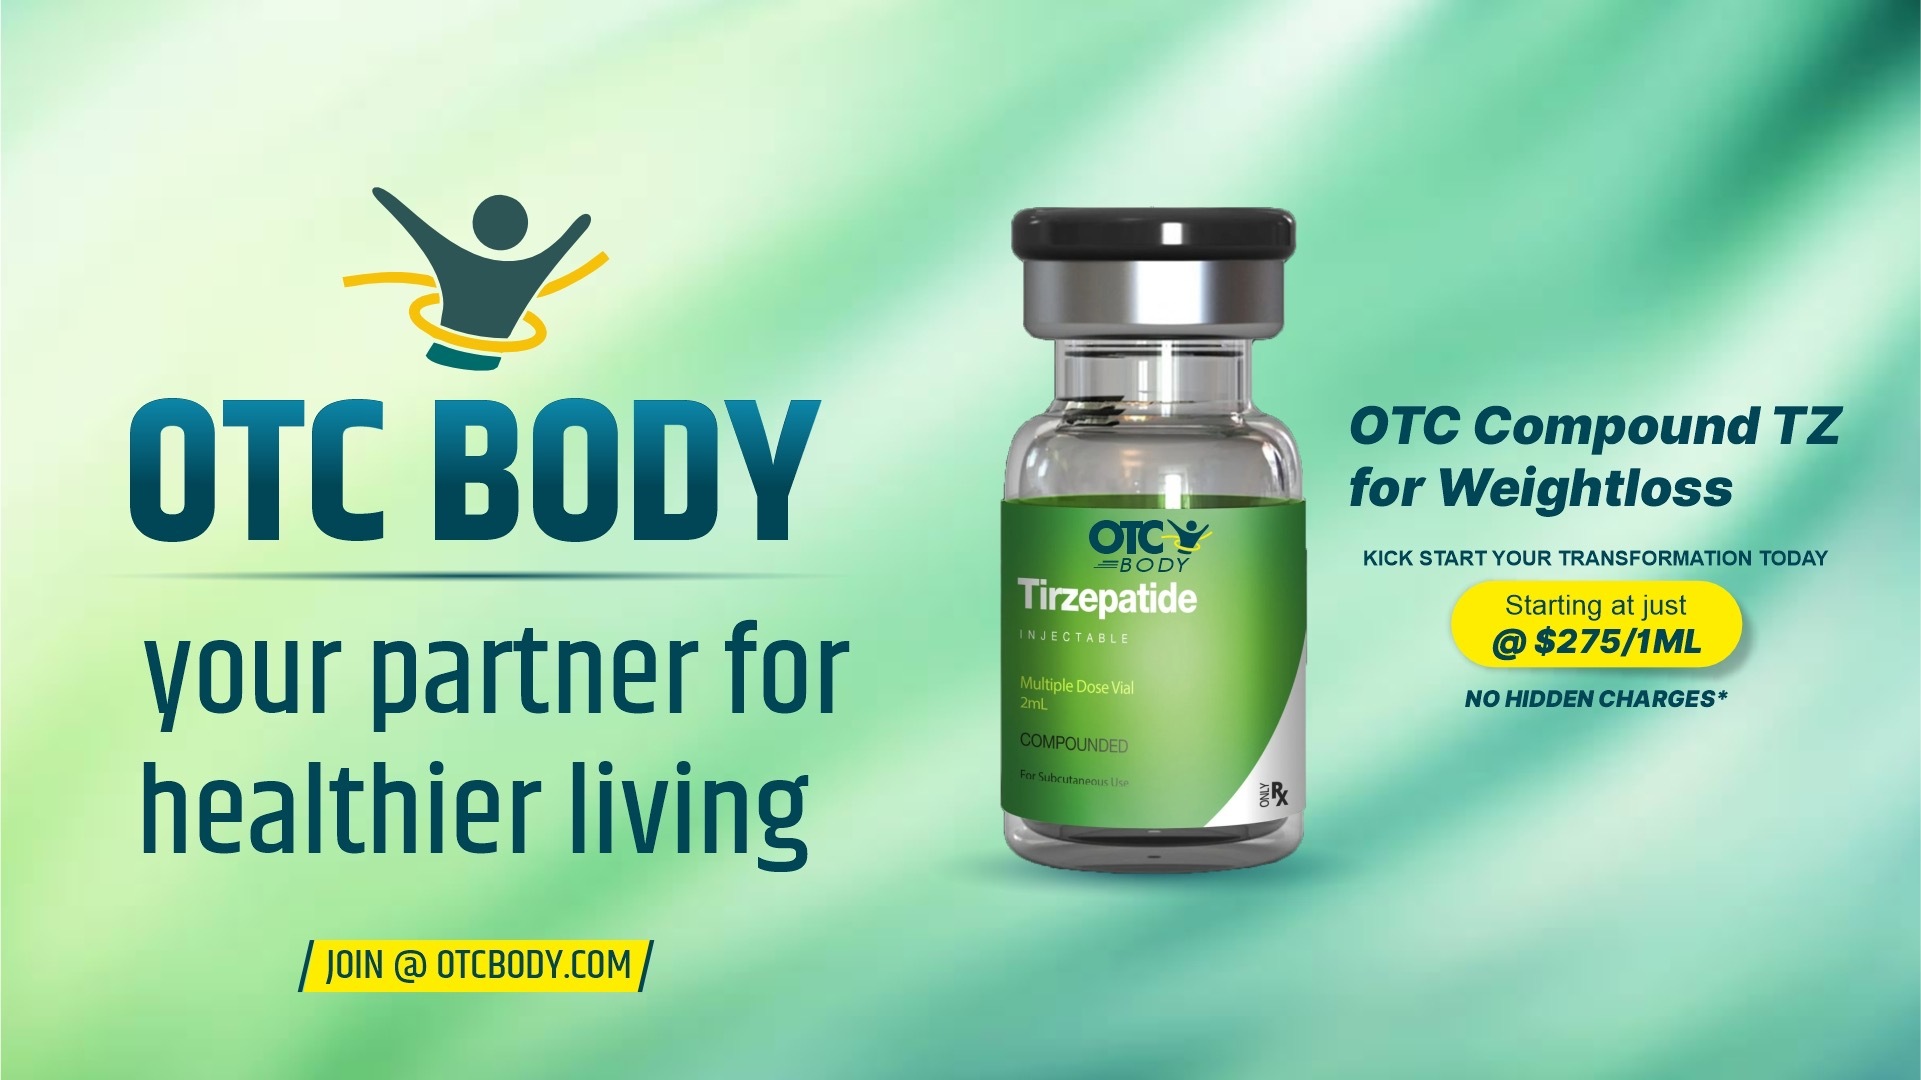 OTC BODY
your partner for
healthier living
JOIN @ OTCBODY.COM
OTC
BODY
Tirzepatide
INJECTABLE
Multiple Dose Vial
2mL
COMPOUNDED
For Subcutaneous Use
ONLY
Rx
OTC Compound TZ
for Weightloss
KICK START YOUR TRANSFORMATION TODAY
Starting at just
@ $275/1ML
NO HIDDEN CHARGES*